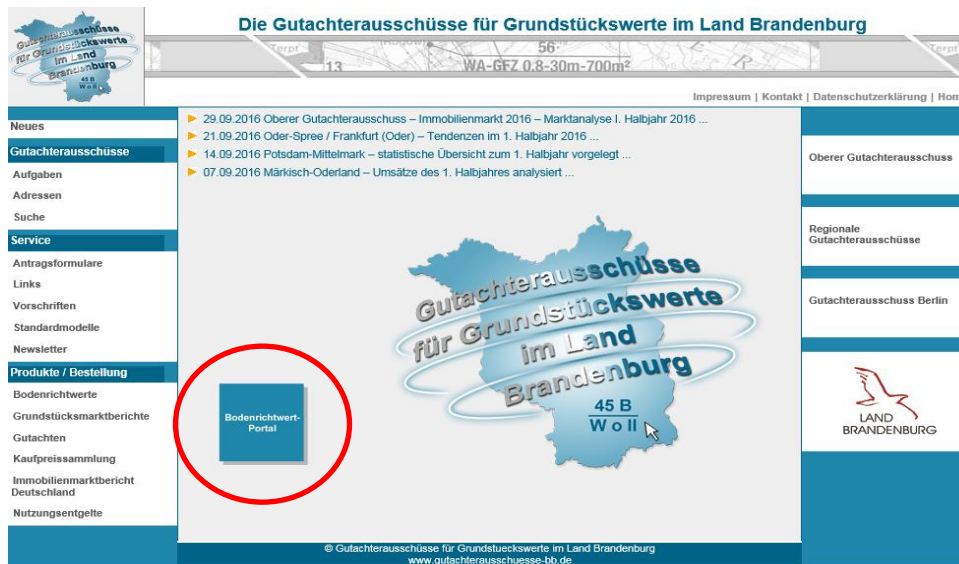 Die Gutachterausschüsse für Grundstückswerte im Land Brandenburg
Gutachterausschüsse
für Grundstückswerte
im Land
Brandenburg
45 B
W o II
Terpt
13
56
WA-GFZ 0,8-30m-700m²
Terpt
Impressum | Kontakt | Datenschutzerklärung | Hom
Neues
Gutachterausschüsse
Aufgaben
Adressen
Suche
Service
Antragsformulare
Links
Vorschriften
Standardmodelle
Newsletter
Produkte / Bestellung
Bodenrichtwerte
Grundstücksmarktberichte
Gutachten
Kaufpreissammlung
Immobilienmarktbericht
Deutschland
Nutzungsentgelte
29.09.2016 Oberer Gutachterausschuss – Immobilienmarkt 2016 – Marktanalyse I. Halbjahr 2016 ...
21.09.2016 Oder-Spree / Frankfurt (Oder) – Tendenzen im 1. Halbjahr 2016 ...
14.09.2016 Potsdam-Mittelmark – statistische Übersicht zum 1. Halbjahr vorgelegt ...
07.09.2016 Märkisch-Oderland – Umsätze des 1. Halbjahres analysiert ...
Gutachterausschüsse
für Grundstückswerte
im Land
Brandenburg
45 B
W o II
Bodenrichtwert-
Portal
Oberer Gutachterausschuss
Regionale
Gutachterausschüsse
Gutachterausschuss Berlin
LAND
BRANDENBURG
© Gutachterausschüsse für Grundstueckswerte im Land Brandenburg
www.gutachterausschuesse-bb.de